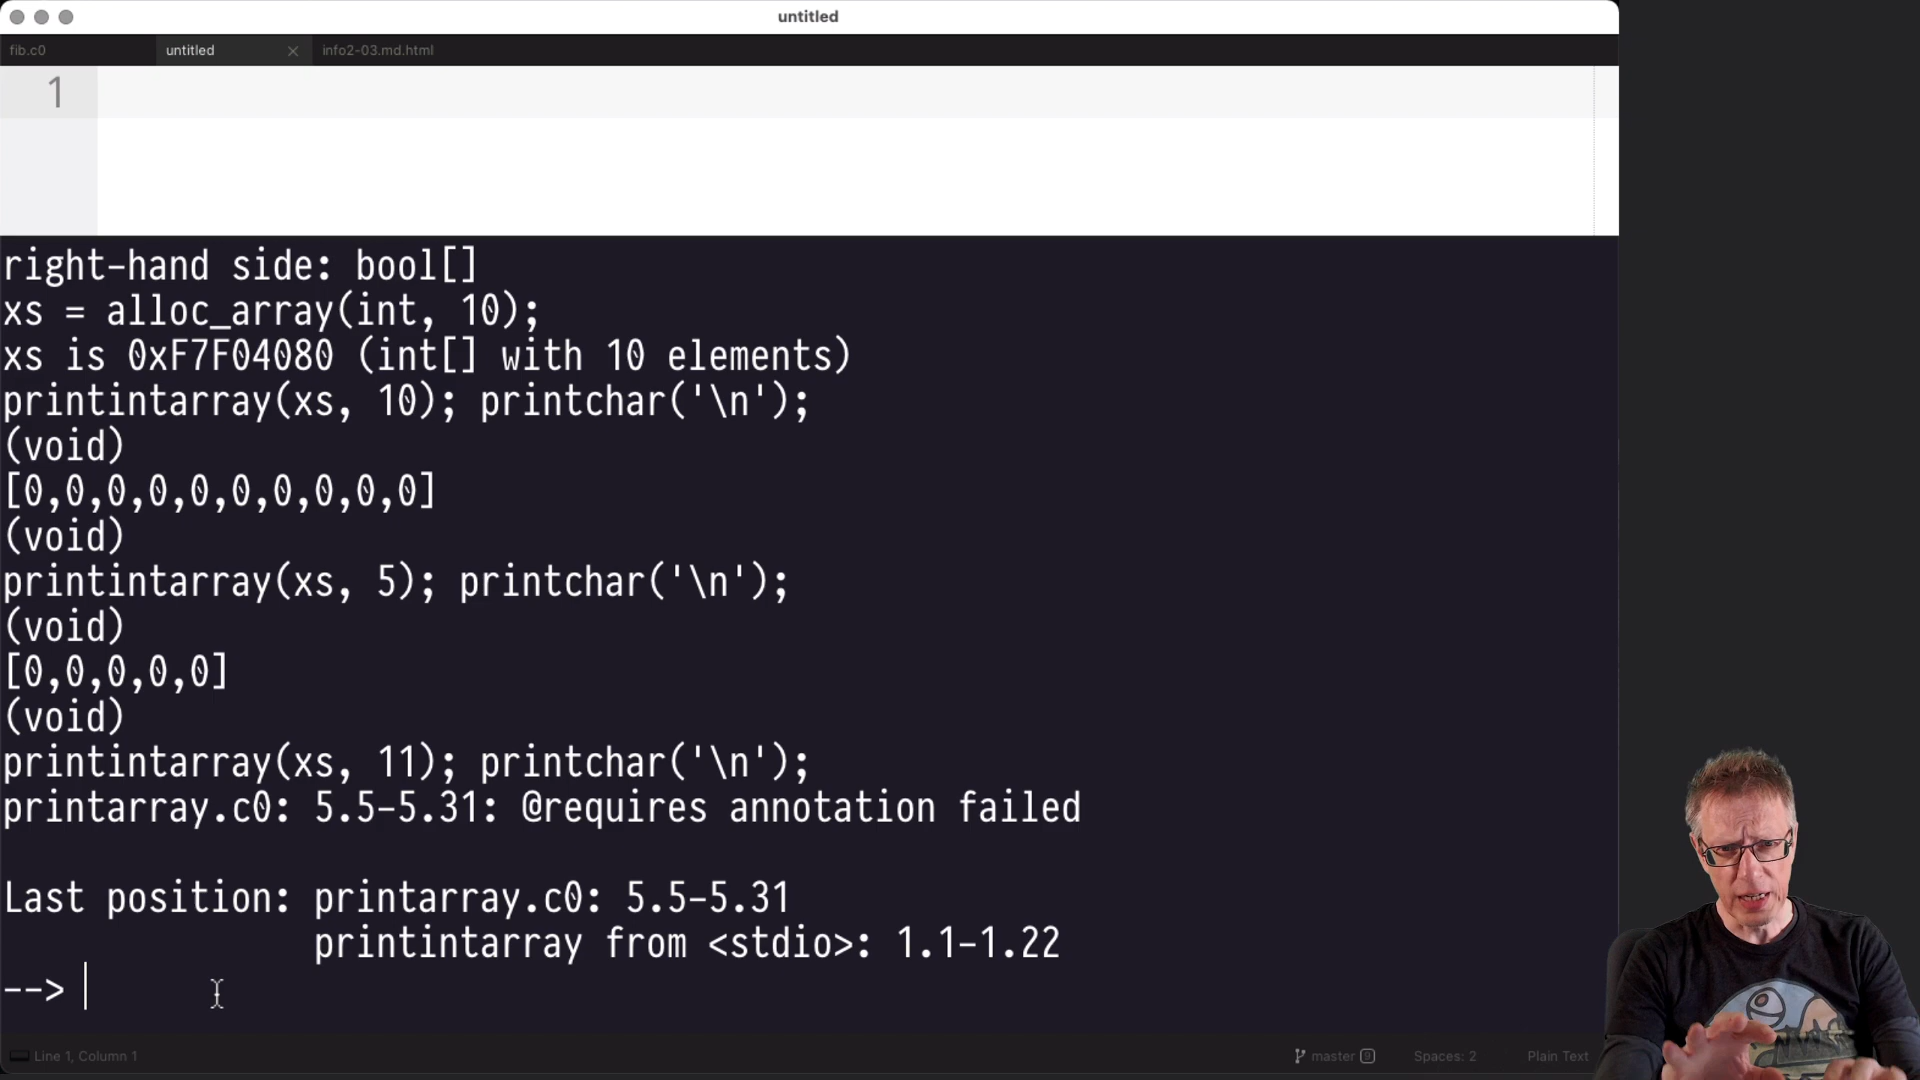 untitled
fib.c0
untitled
info2-03.md.html
1
right-hand side: bool[]
xs = alloc_array(int, 10);
xs is 0xF7F04080 (int[] with 10 elements)
printintarray(xs, 10); printchar('\n');
(void)
[0,0,0,0,0,0,0,0,0,0]
(void)
printintarray(xs, 5); printchar('\n');
(void)
[0,0,0,0,0]
(void)
printintarray(xs, 11); printchar('\n');
printarray.c0: 5.5-5.31: @requires annotation failed
Last position: printarray.c0: 5.5-5.31
printintarray from <stdio>: 1.1-1.22
-->
Line 1, Column 1
master 9
Spaces: 2
Plain Text